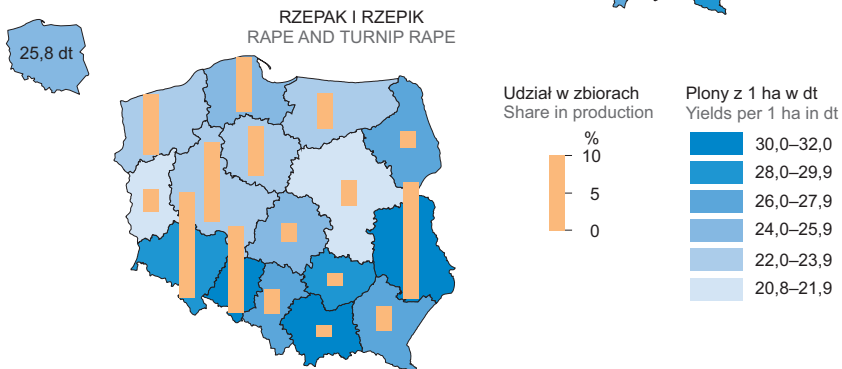 RZEPAK I RZEPIK
RAPE AND TURNIP RAPE
25,8 dt
Udział w zbiorach
Share in production
%
10
5
0
Plony z 1 ha w dt
Yields per 1 ha in dt
30,0–32,0
28,0–29,9
26,0–27,9
24,0–25,9
22,0–23,9
20,8–21,9